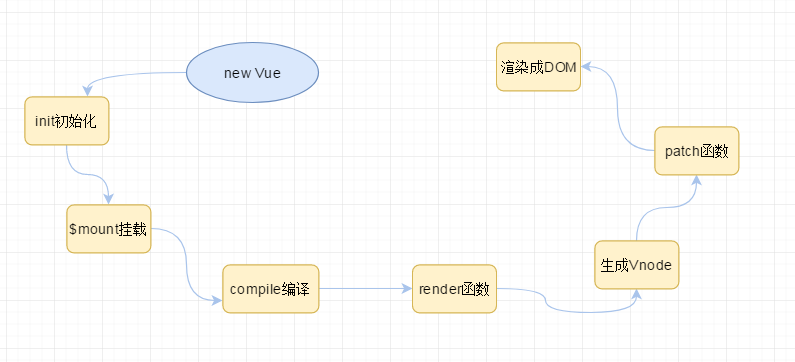 new Vue
init初始化
$mount挂载
compile编译
render函数
生成Vnode
patch函数
渲染成DOM